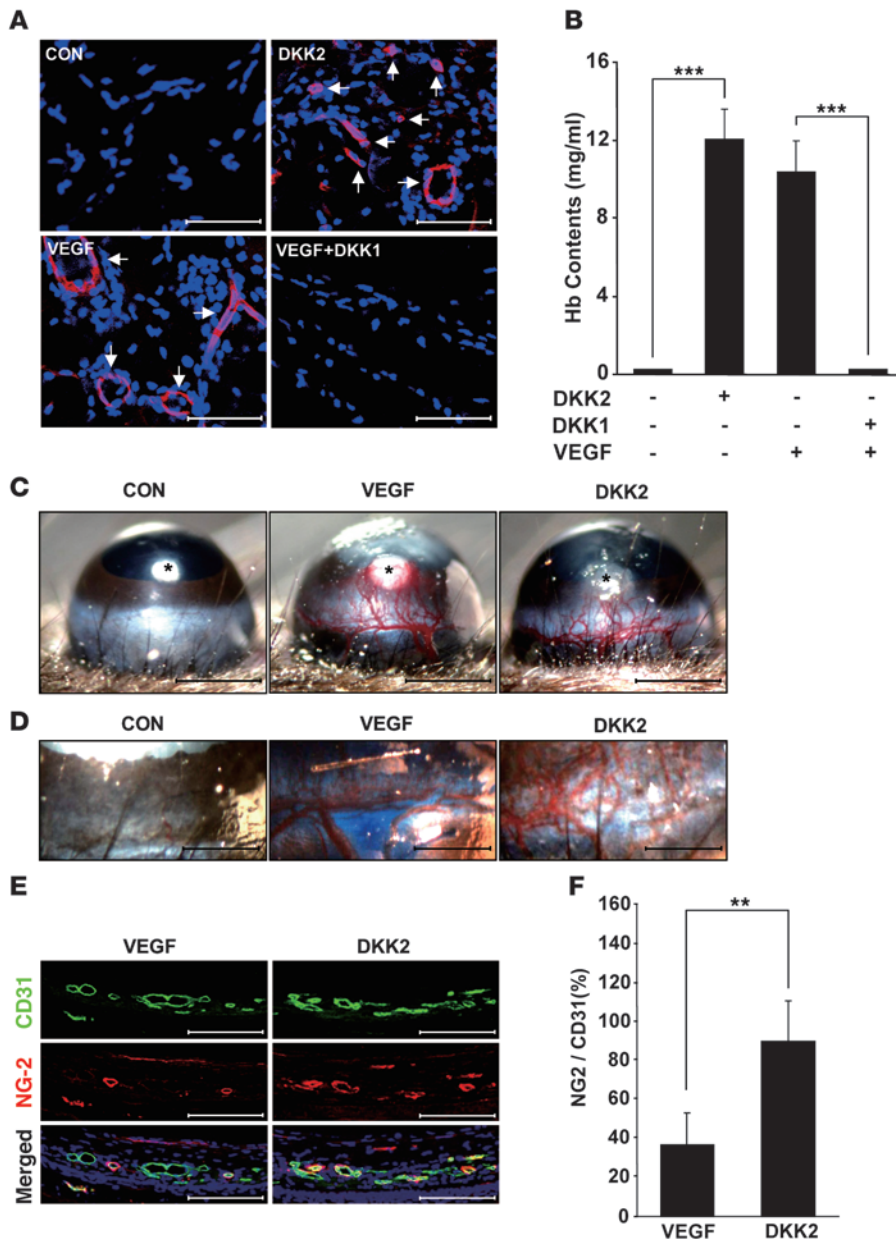 A
CON
DKK2
VEGF
VEGF+DKK1
B
Hb Contents (mg/ml)
16
12
8
4
0
***
***
DKK2 - + - -
DKK1 - - - +
VEGF - - + +
C
CON VEGF DKK2
* * *
D
CON VEGF DKK2
E
VEGF DKK2
CD31
NG-2
Merged
F
NG2 / CD31(%)
160
140
120
100
80
60
40
20
0
**
VEGF DKK2